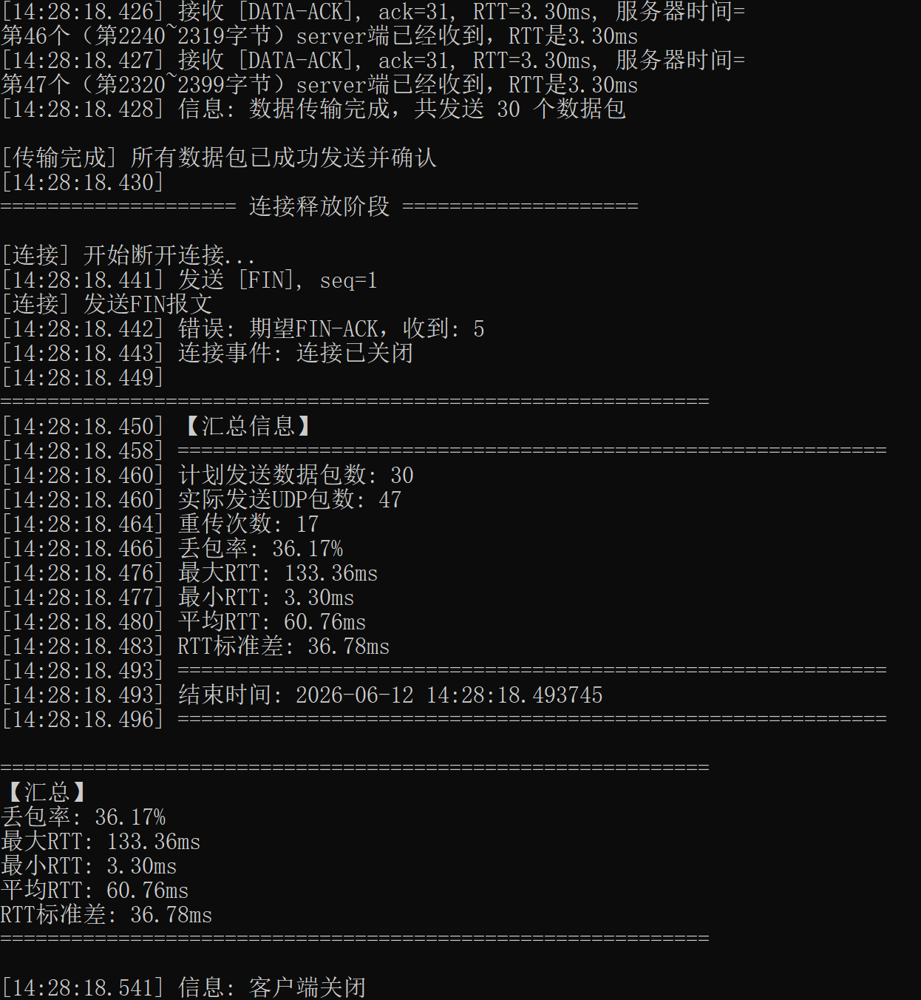 [14:28:18.426] 接收 [DATA-ACK], ack=31, RTT=3.30ms, 服务器时间=
第46个（第2240~2319字节）server端已经收到，RTT是3.30ms
[14:28:18.427] 接收 [DATA-ACK], ack=31, RTT=3.30ms, 服务器时间=
第47个（第2320~2399字节）server端已经收到，RTT是3.30ms
[14:28:18.428] 信息: 数据传输完成，共发送 30 个数据包
[传输完成] 所有数据包已成功发送并确认
[14:28:18.430]
==================== 连接释放阶段 ====================
[连接] 开始断开连接...
[14:28:18.441] 发送 [FIN], seq=1
[连接] 发送FIN报文
[14:28:18.442] 错误: 期望FIN-ACK，收到: 5
[14:28:18.443] 连接事件: 连接已关闭
[14:28:18.449]
============================================================
[14:28:18.450] 【汇总信息】
[14:28:18.458] ============================================================
[14:28:18.460] 计划发送数据包数: 30
[14:28:18.460] 实际发送UDP包数: 47
[14:28:18.464] 重传次数: 17
[14:28:18.466] 丢包率: 36.17%
[14:28:18.476] 最大RTT: 133.36ms
[14:28:18.477] 最小RTT: 3.30ms
[14:28:18.480] 平均RTT: 60.76ms
[14:28:18.483] RTT标准差: 36.78ms
[14:28:18.493] ============================================================
[14:28:18.493] 结束时间: 2026-06-12 14:28:18.493745
[14:28:18.496] ============================================================
============================================================
【汇总】
丢包率: 36.17%
最大RTT: 133.36ms
最小RTT: 3.30ms
平均RTT: 60.76ms
RTT标准差: 36.78ms
============================================================
[14:28:18.541] 信息: 客户端关闭